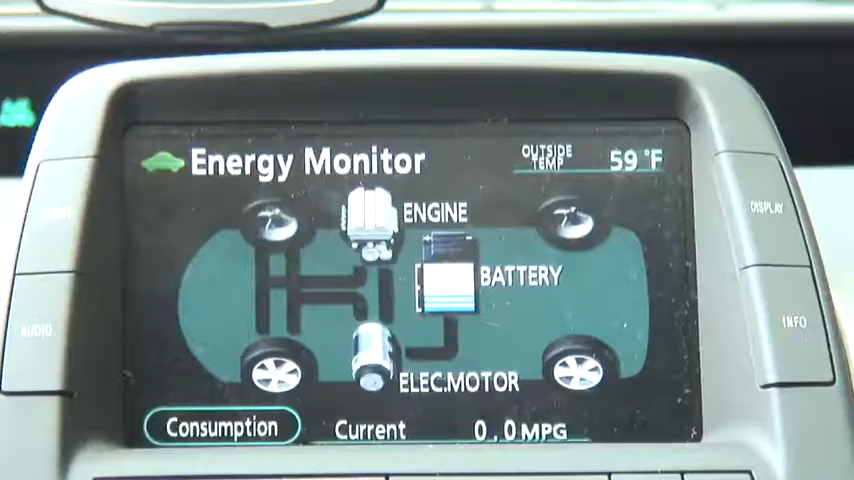 Energy Monitor
OUTSIDE TEMP 59 °F
ENGINE
BATTERY
ELEC.MOTOR
Consumption
Current 0.0 MPG
AUDIO
DISPLAY
INFO